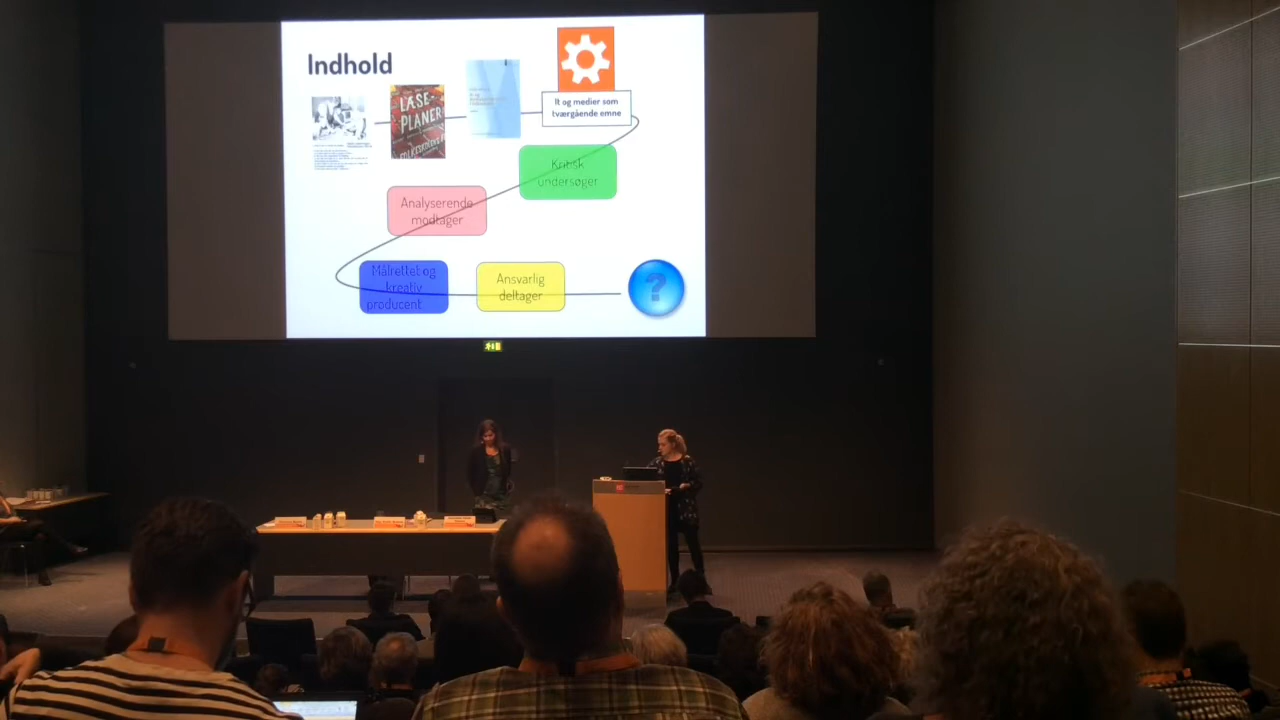 Indhold
LÆSE-
PLANER
It og medier som
tværgående emne
Kritisk
undersøger
Analyserende
modtager
Målrettet og
kreativ
producent
Ansvarlig
deltager
?